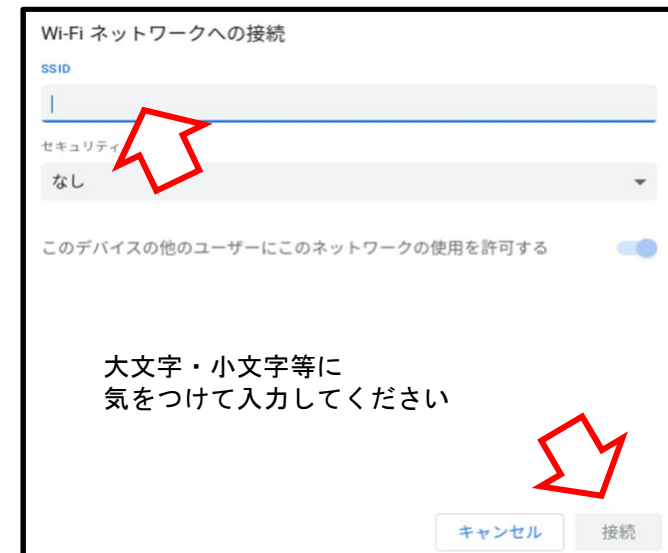 Wi-Fi ネットワークへの接続
SSID
セキュリティ
なし
このデバイスの他のユーザーにこのネットワークの使用を許可する
大文字・小文字等に
気をつけて入力してください
キャンセル
接続